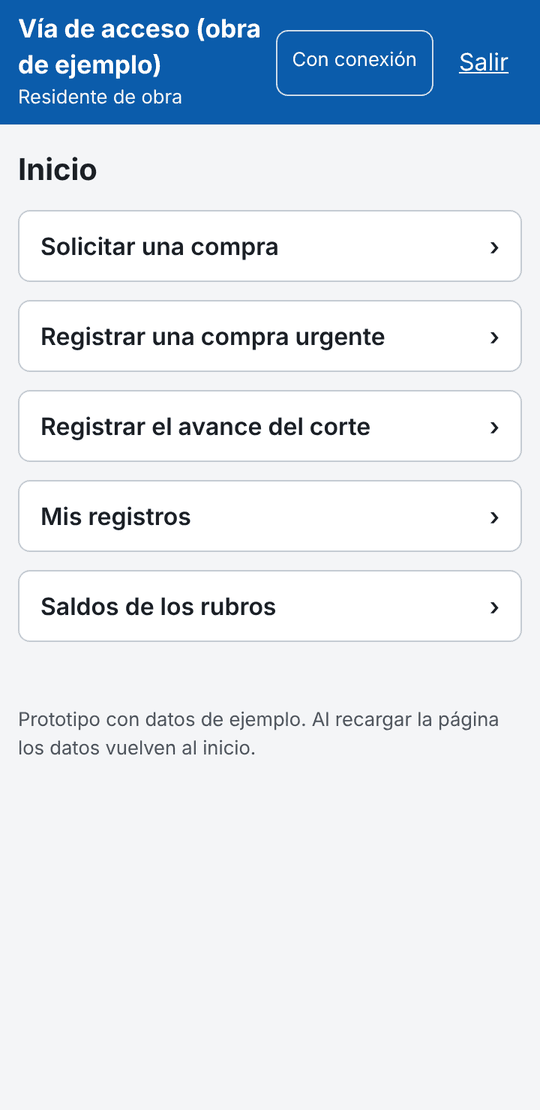 Vía de acceso (obra
de ejemplo)
Residente de obra
Con conexión
Salir
Inicio
Solicitar una compra ›
Registrar una compra urgente ›
Registrar el avance del corte ›
Mis registros ›
Saldos de los rubros ›
Prototipo con datos de ejemplo. Al recargar la página
los datos vuelven al inicio.